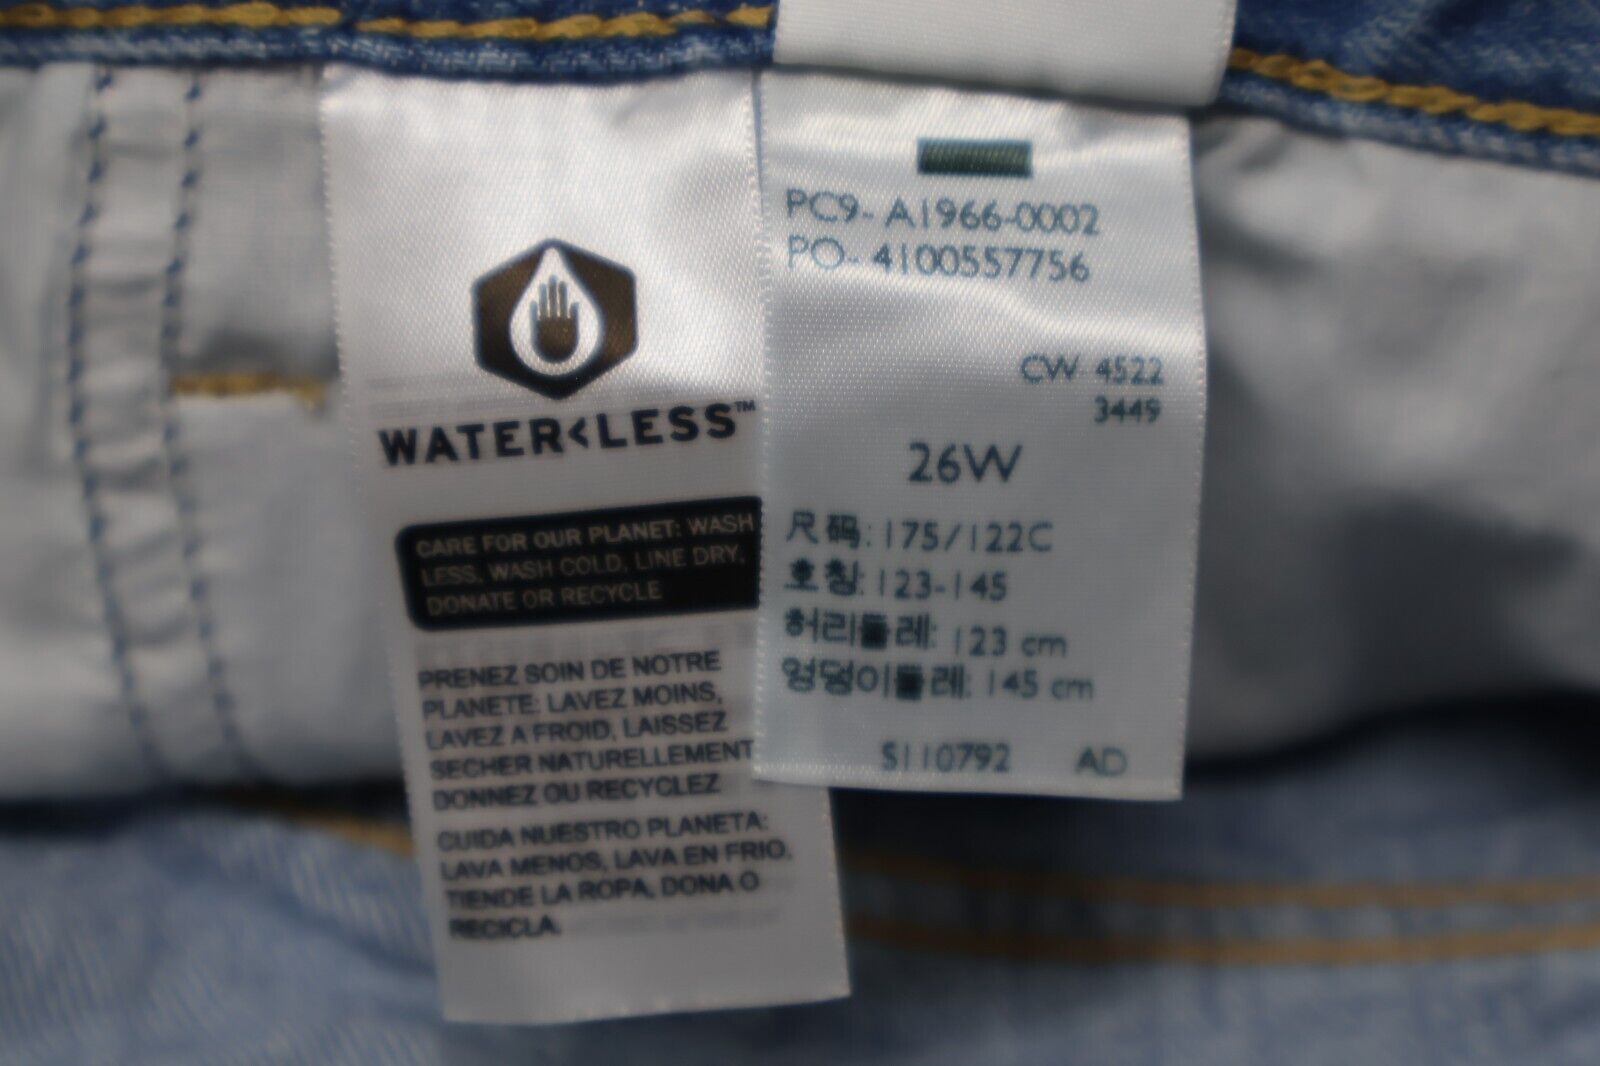 WATER<LESS™
CARE FOR OUR PLANET: WASH
LESS, WASH COLD, LINE DRY,
DONATE OR RECYCLE
PRENEZ SOIN DE NOTRE
PLANETE: LAVEZ MOINS,
LAVEZ A FROID, LAISSEZ
SECHER NATURELLEMENT
DONNEZ OU RECYCLEZ
CUIDA NUESTRO PLANETA:
LAVA MENOS, LAVA EN FRIO,
TIENDE LA ROPA, DONA O
RECICLA.
PC9- A1966-0002
PO- 4100557756
CW 4522
3449
26W
尺码: 175/122C
호칭: 123-145
허리둘레: 123 cm
엉덩이둘레: 145 cm
S110792 AD